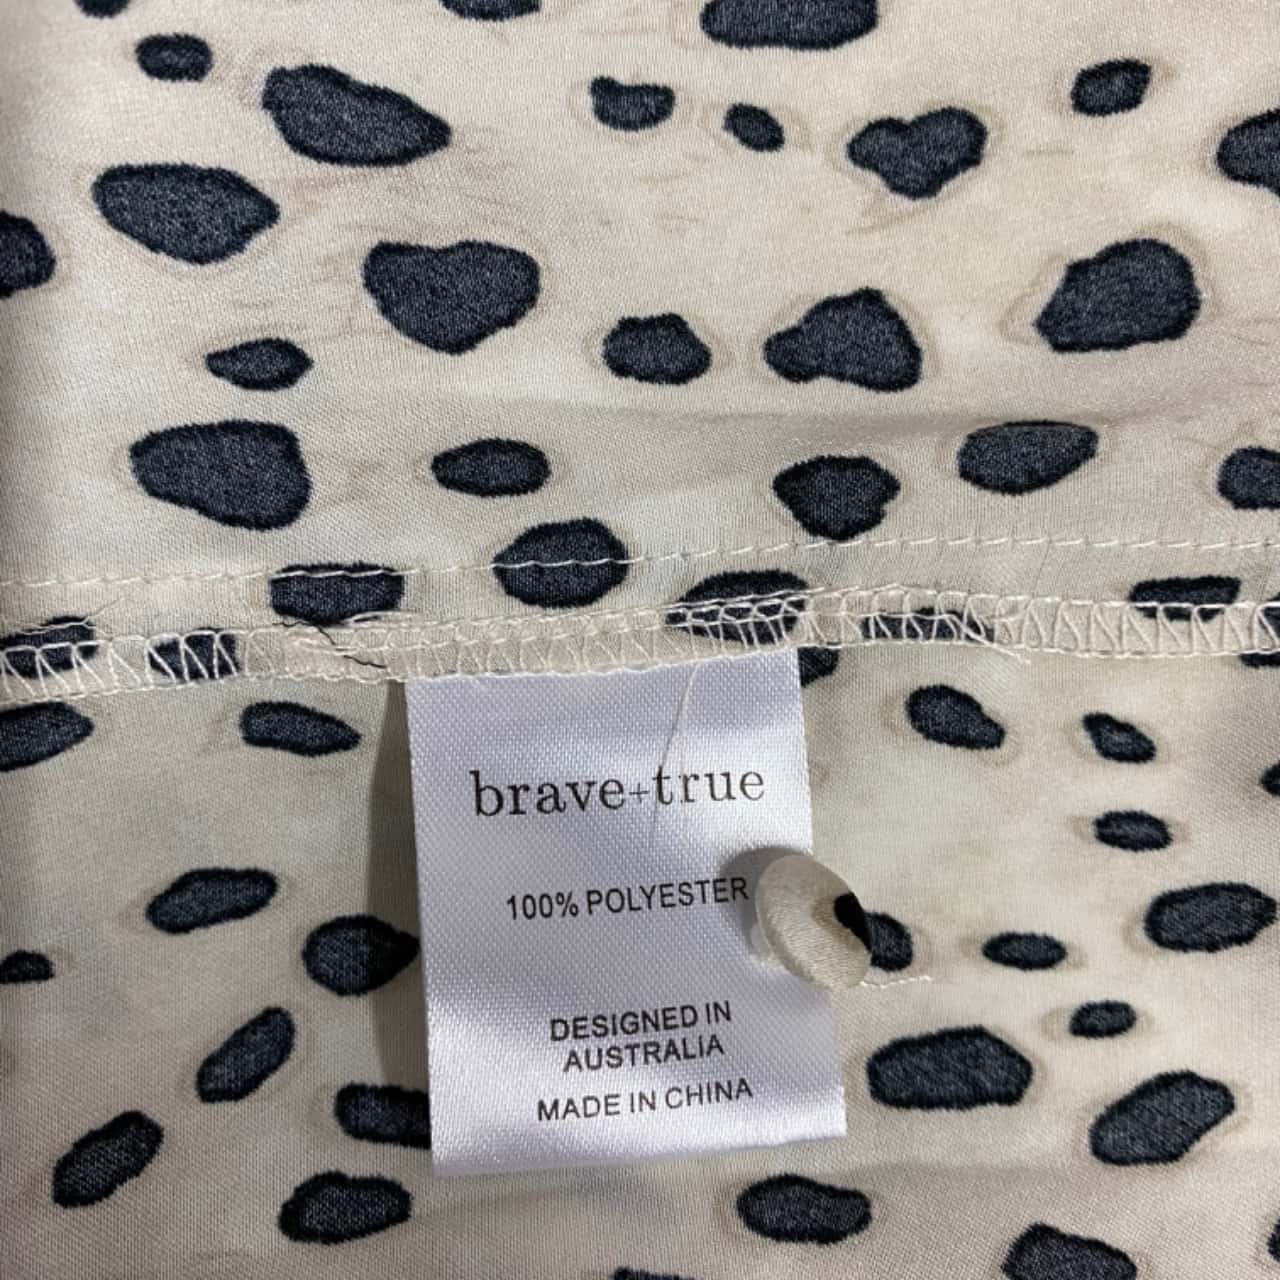 brave+true
100% POLYESTER
DESIGNED IN
AUSTRALIA
MADE IN CHINA